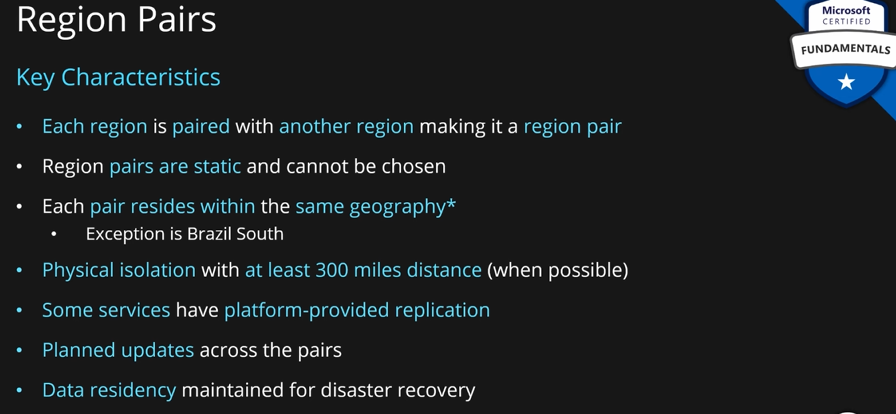 Region Pairs
Microsoft
CERTIFIED
FUNDAMENTALS
Key Characteristics
• Each region is paired with another region making it a region pair
• Region pairs are static and cannot be chosen
• Each pair resides within the same geography*
• Exception is Brazil South
• Physical isolation with at least 300 miles distance (when possible)
• Some services have platform-provided replication
• Planned updates across the pairs
• Data residency maintained for disaster recovery